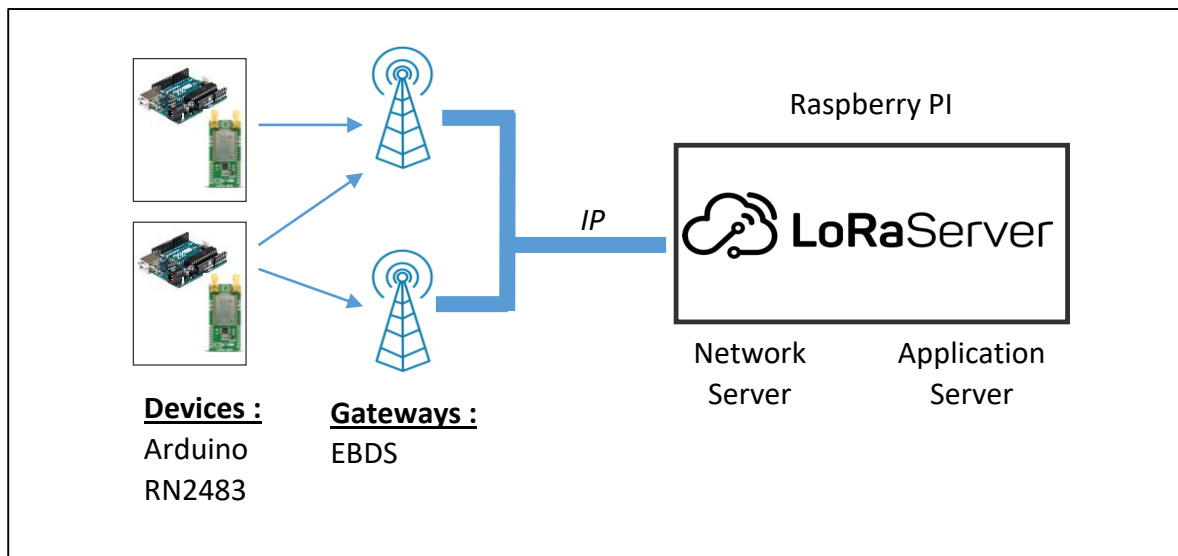 Raspberry PI
IP
LoRaServer
Network
Server
Application
Server
Devices :
Arduino
RN2483
Gateways :
EBDS